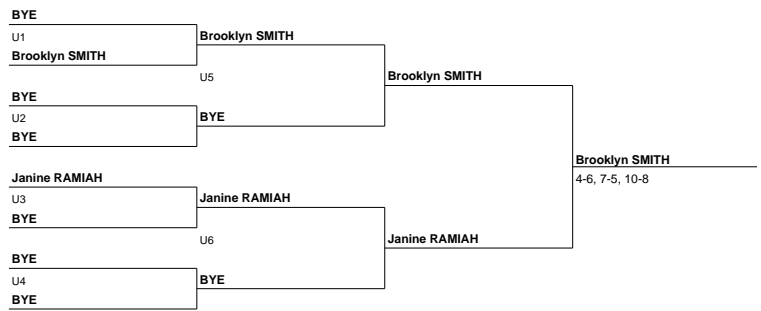 BYE
U1
Brooklyn SMITH
Brooklyn SMITH
U5
Brooklyn SMITH
BYE
U2
BYE
BYE
Brooklyn SMITH
4-6, 7-5, 10-8
Janine RAMIAH
U3
BYE
Janine RAMIAH
U6
Janine RAMIAH
BYE
U4
BYE
BYE